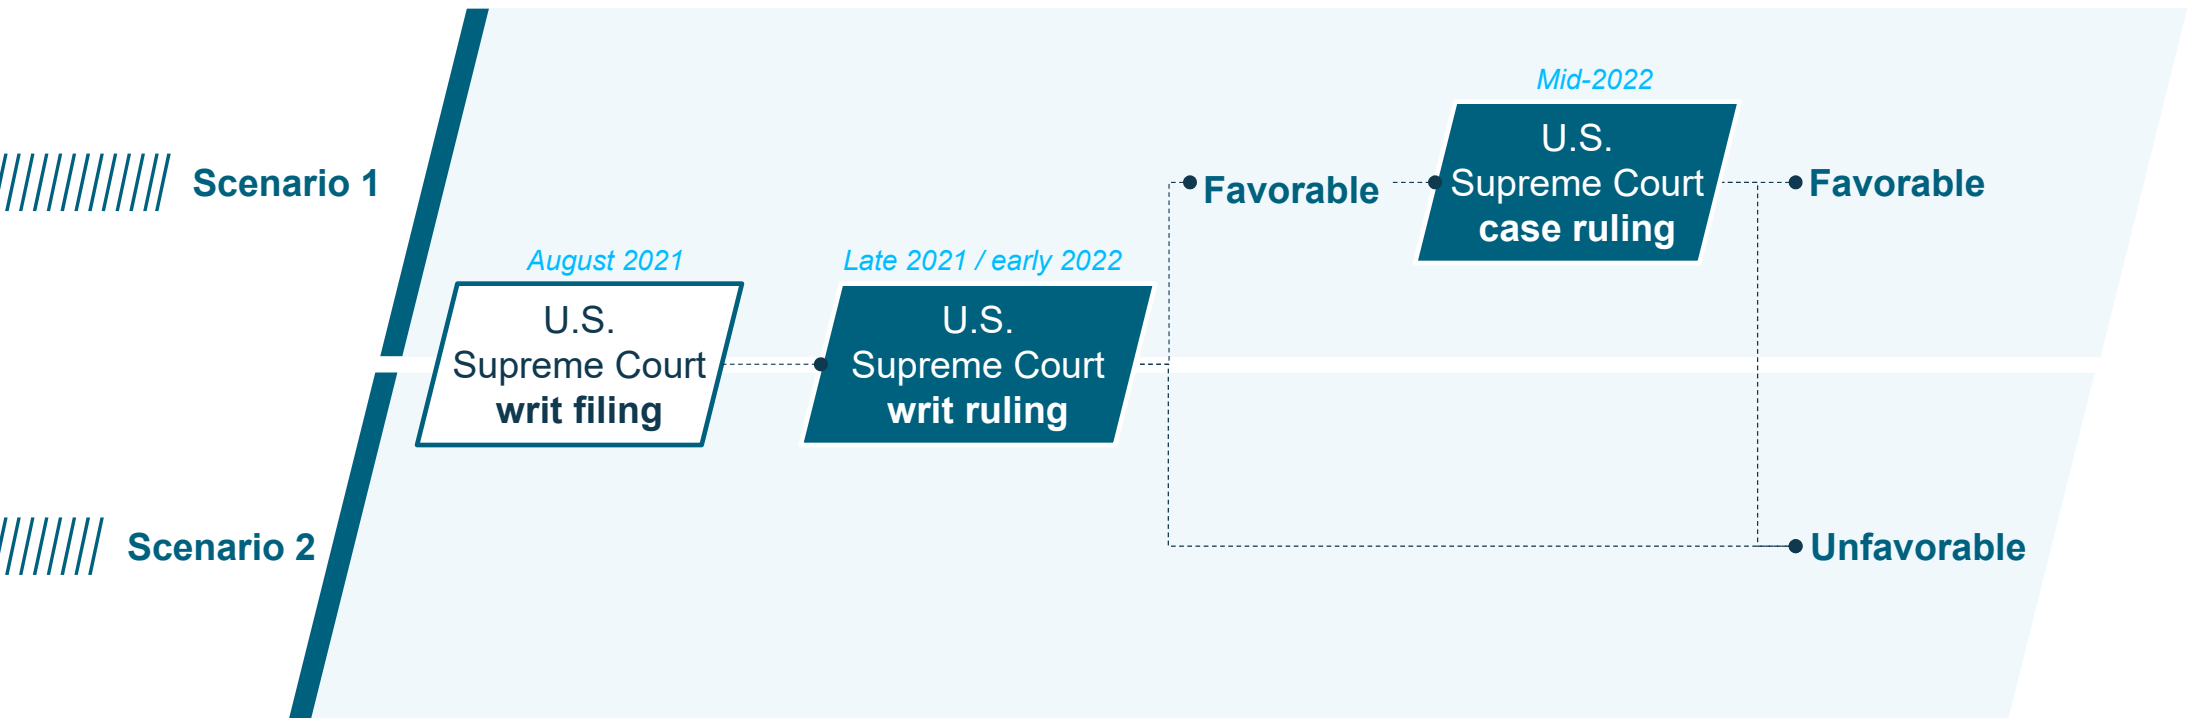 Mid-2022
U.S.
Supreme Court
case ruling
Scenario 1
Favorable
Favorable
August 2021
U.S.
Supreme Court
writ filing
Late 2021 / early 2022
U.S.
Supreme Court
writ ruling
Scenario 2
Unfavorable